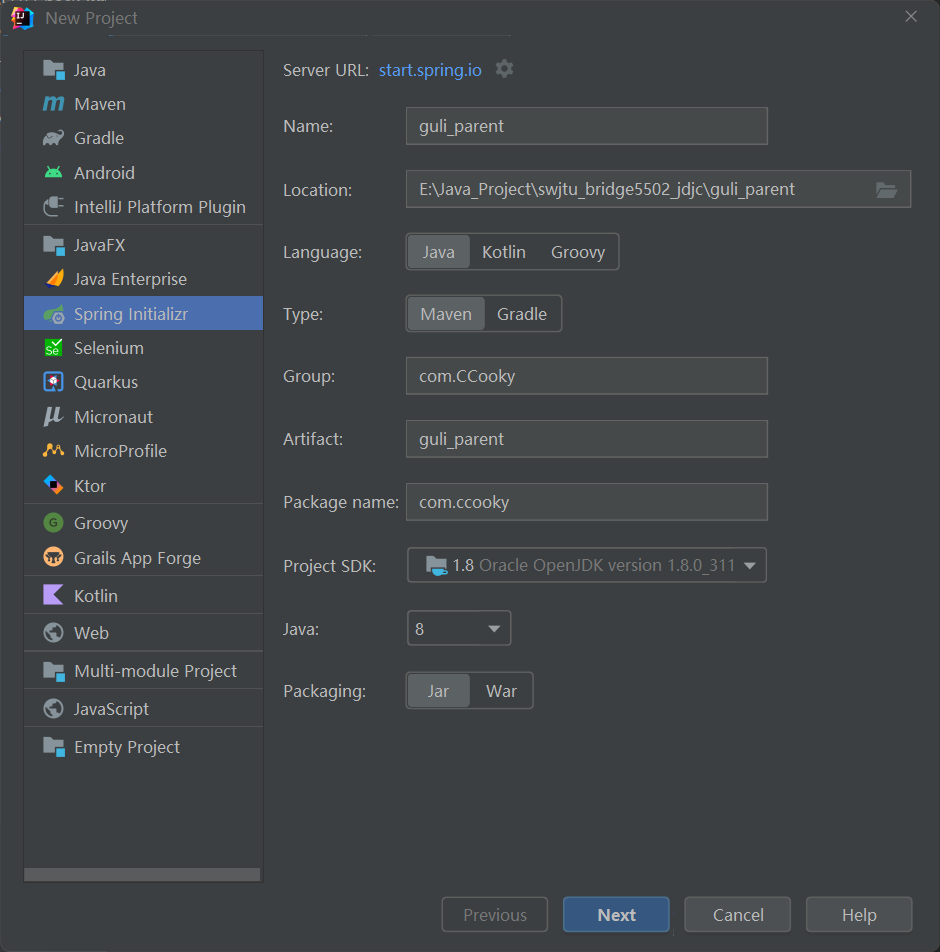 New Project
Java
Maven
Gradle
Android
IntelliJ Platform Plugin
JavaFX
Java Enterprise
Spring Initializr
Selenium
Quarkus
Micronaut
MicroProfile
Ktor
Groovy
Grails App Forge
Kotlin
Web
Multi-module Project
JavaScript
Empty Project
Server URL: start.spring.io
Name: guli_parent
Location: E:\Java_Project\swjtu_bridge5502_jdjc\guli_parent
Language: Java Kotlin Groovy
Type: Maven Gradle
Group: com.CCooky
Artifact: guli_parent
Package name: com.ccooky
Project SDK: 1.8 Oracle OpenJDK version 1.8.0_311
Java: 8
Packaging: Jar War
Previous Next Cancel Help